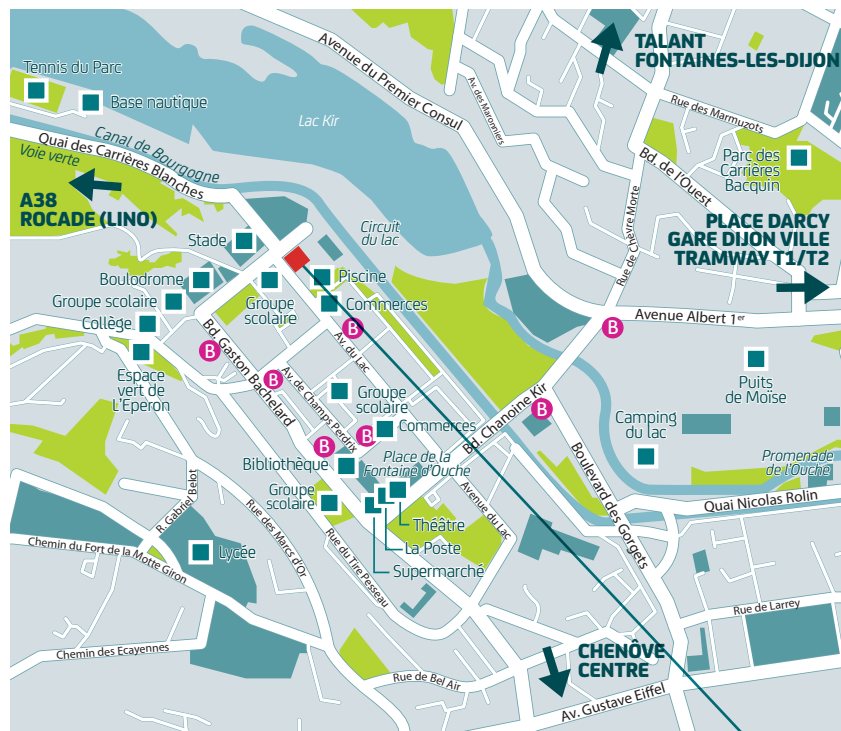 TALANT
FONTAINES-LES-DIJON
Avenue du Premier Consul
Tennis du Parc
Base nautique
Av. des Marronniers
Rue des Marmuzots
Lac Kir
Canal de Bourgogne
Quai des Carrières Blanches
Voie verte
Bd. de l'Ouest
Parc des
Carrières
Bacquin
A38
ROCADE (LINO)
PLACE DARCY
GARE DIJON VILLE
TRAMWAY T1/T2
Rue de Chèvre Morte
Circuit
du lac
Stade
Boulodrome
Piscine
Groupe scolaire
Groupe
scolaire
Commerces
Collège
Avenue Albert 1er
B
B
B
B
B
B
B
Bd. Gaston Bachelard
Av. du Lac
Av. de Champs Perdrix
Espace
vert de
L'Eperon
Groupe
scolaire
Commerces
Bd. Chanoine Kir
Puits
de Moïse
Camping
du lac
Bibliothèque
Place de la
Fontaine d'Ouche
Promenade
de l'Ouche
Boulevard des Gorgets
Quai Nicolas Rolin
R. Gabriel Belot
Groupe
scolaire
Avenue du Lac
Rue des Marcs d'Or
Théâtre
La Poste
Supermarché
Rue du Tire Pesseau
Lycée
Chemin du Fort de la Motte Giron
Rue de Larrey
Chemin des Ecayennes
CHENÔVE
CENTRE
Rue de Bel Air
Av. Gustave Eiffel